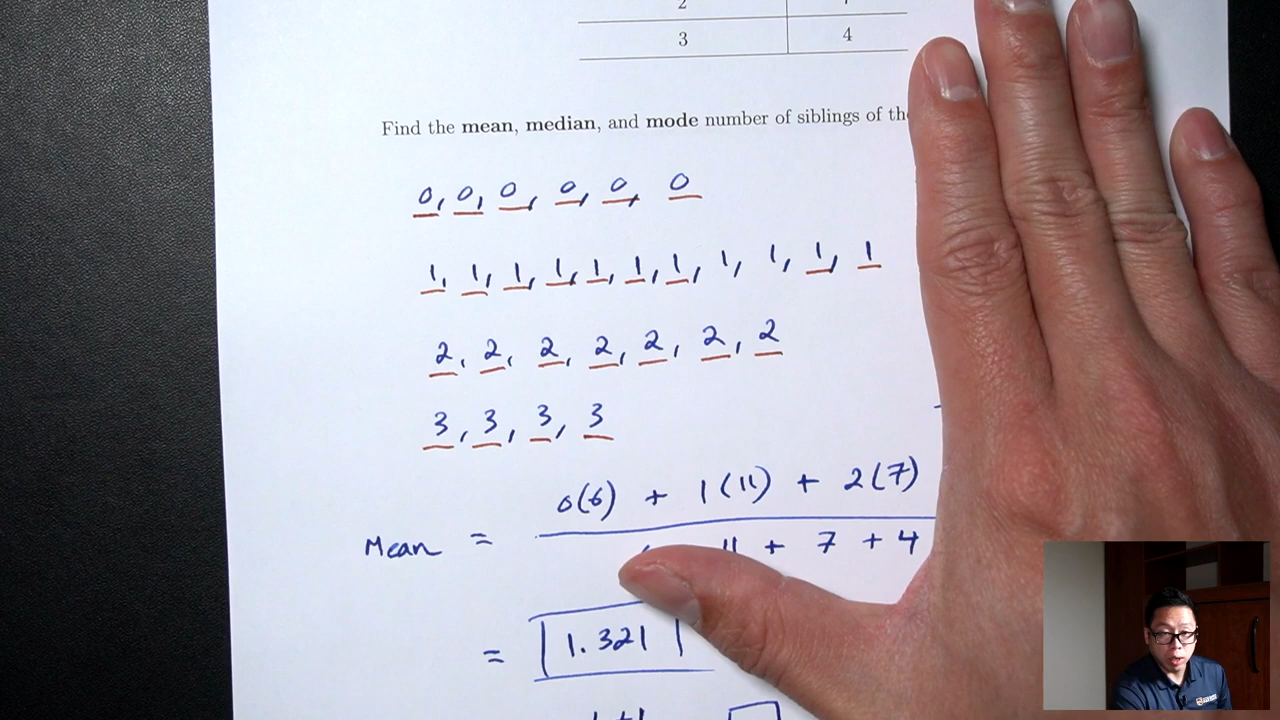 2
3 4
Find the mean, median, and mode number of siblings of the
0, 0, 0, 0, 0, 0
1, 1, 1, 1, 1, 1, 1, 1, 1, 1, 1
2, 2, 2, 2, 2, 2, 2
3, 3, 3, 3
0(6) + 1(11) + 2(7)
Mean =
11 + 7 + 4
= 1.321